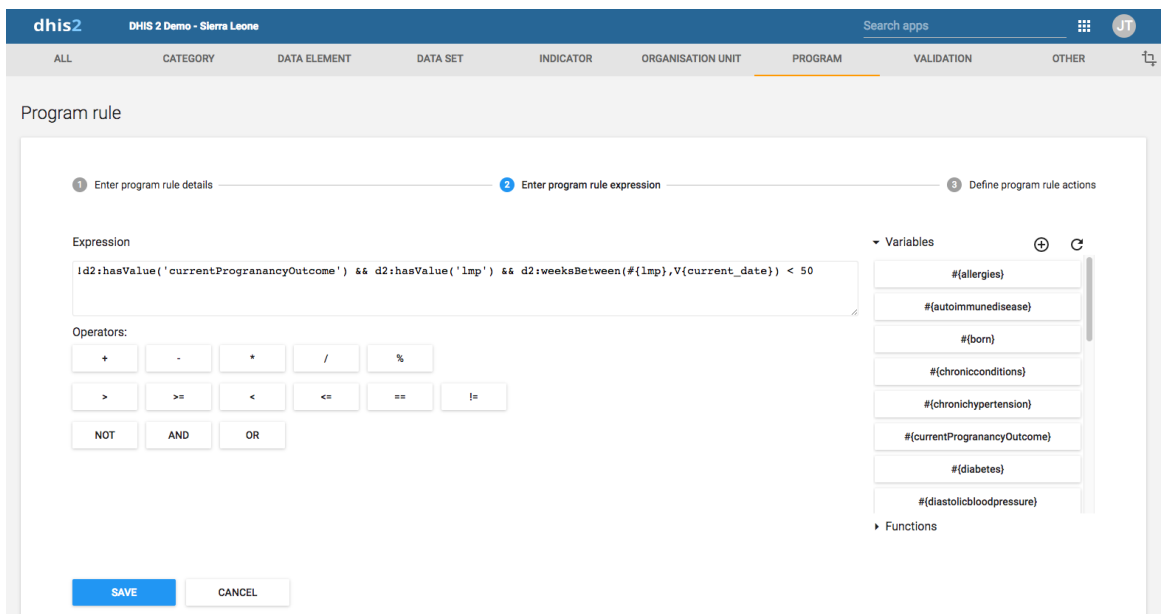 dhis2 DHIS 2 Demo - Sierra Leone Search apps JT
ALL CATEGORY DATA ELEMENT DATA SET INDICATOR ORGANISATION UNIT PROGRAM VALIDATION OTHER
Program rule
1 Enter program rule details 2 Enter program rule expression 3 Define program rule actions
Expression
!d2:hasValue('currentProgranancyOutcome') && d2:hasValue('lmp') && d2:weeksBetween(#{lmp},V{current_date}) < 50
Operators:
+ - * / %
> >= < <= == !=
NOT AND OR
Variables
#{allergies}
#{autoimmunedisease}
#{born}
#{chronicconditions}
#{chronichypertension}
#{currentProgranancyOutcome}
#{diabetes}
#{diastolicbloodpressure}
Functions
SAVE CANCEL